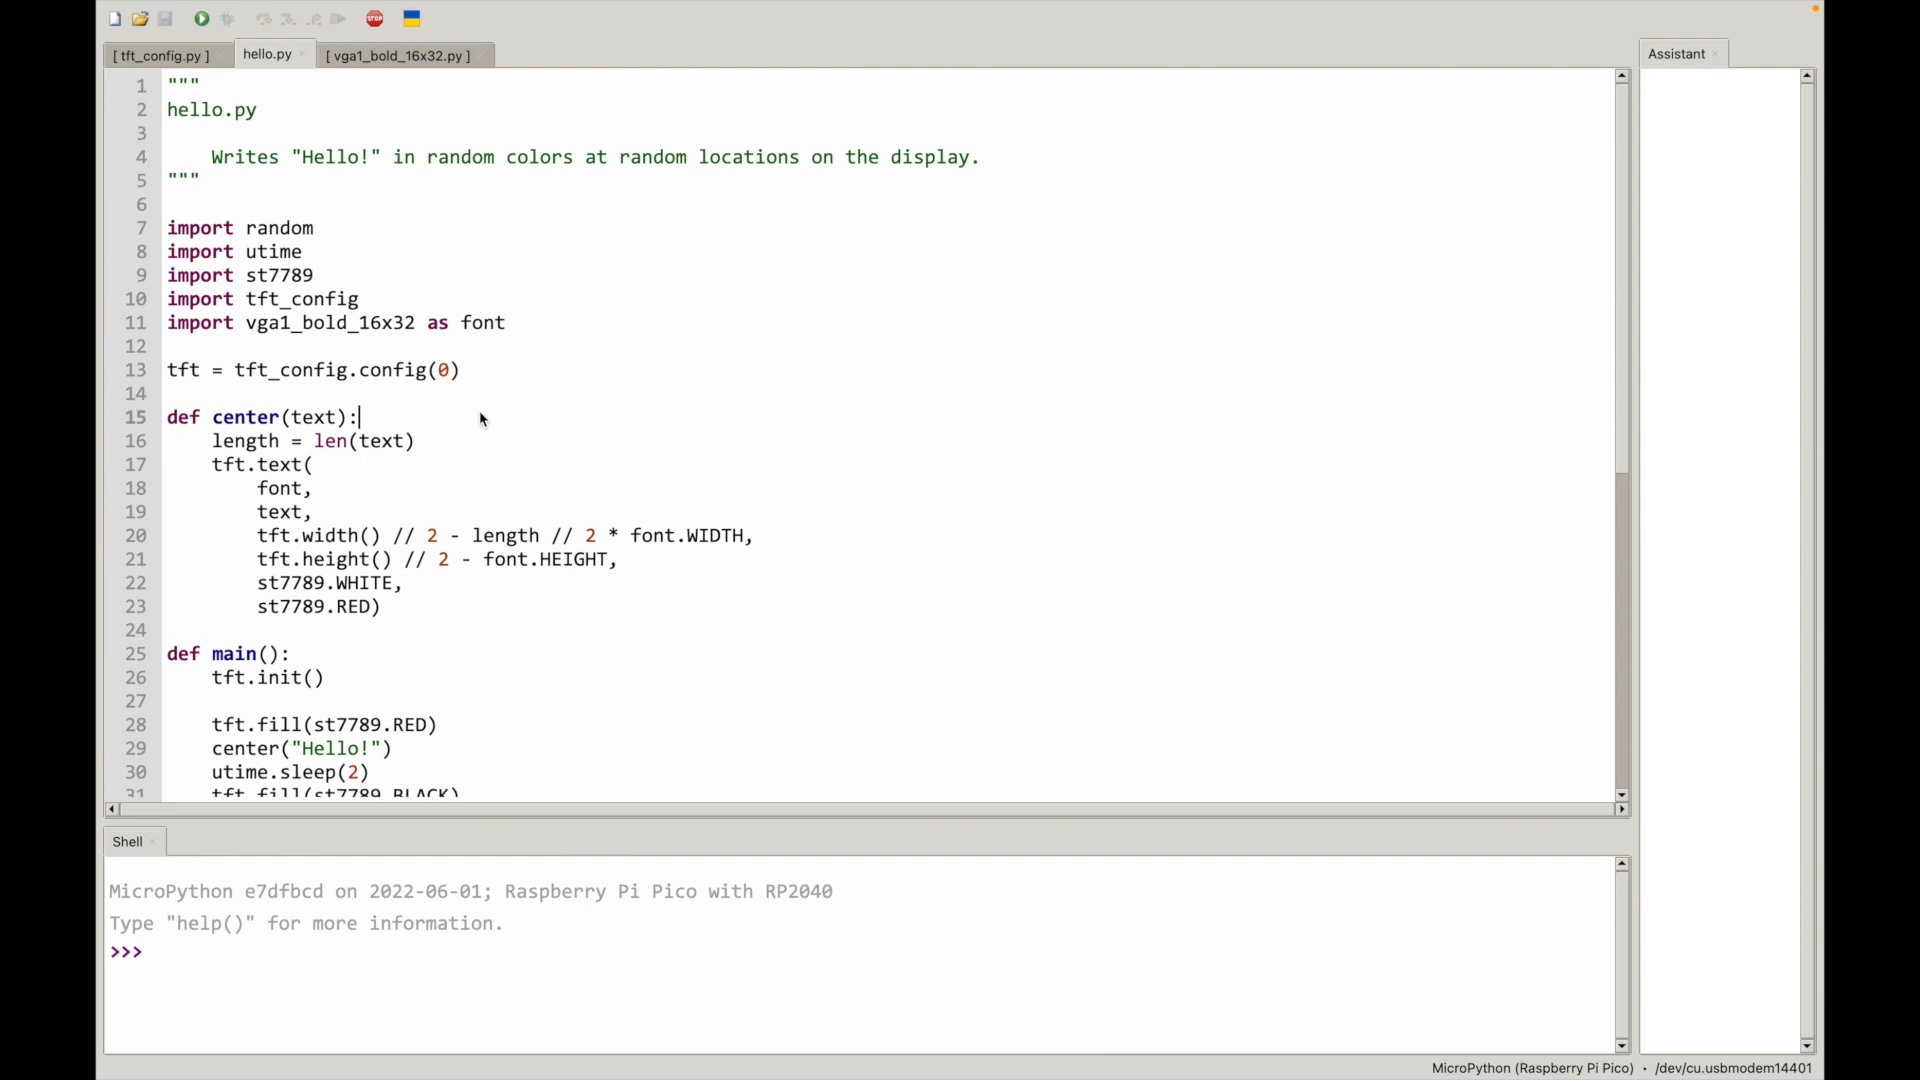 STOP
[ tft_config.py ]
hello.py
[ vga1_bold_16x32.py ]
Assistant
1 """
2 hello.py
3
4 Writes "Hello!" in random colors at random locations on the display.
5 """
6
7 import random
8 import utime
9 import st7789
10 import tft_config
11 import vga1_bold_16x32 as font
12
13 tft = tft_config.config(0)
14
15 def center(text):
16 length = len(text)
17 tft.text(
18 font,
19 text,
20 tft.width() // 2 - length // 2 * font.WIDTH,
21 tft.height() // 2 - font.HEIGHT,
22 st7789.WHITE,
23 st7789.RED)
24
25 def main():
26 tft.init()
27
28 tft.fill(st7789.RED)
29 center("Hello!")
30 utime.sleep(2)
31 tft.fill(st7789.BLACK)
Shell
MicroPython e7dfbcd on 2022-06-01; Raspberry Pi Pico with RP2040
Type "help()" for more information.
>>>
MicroPython (Raspberry Pi Pico) • /dev/cu.usbmodem14401